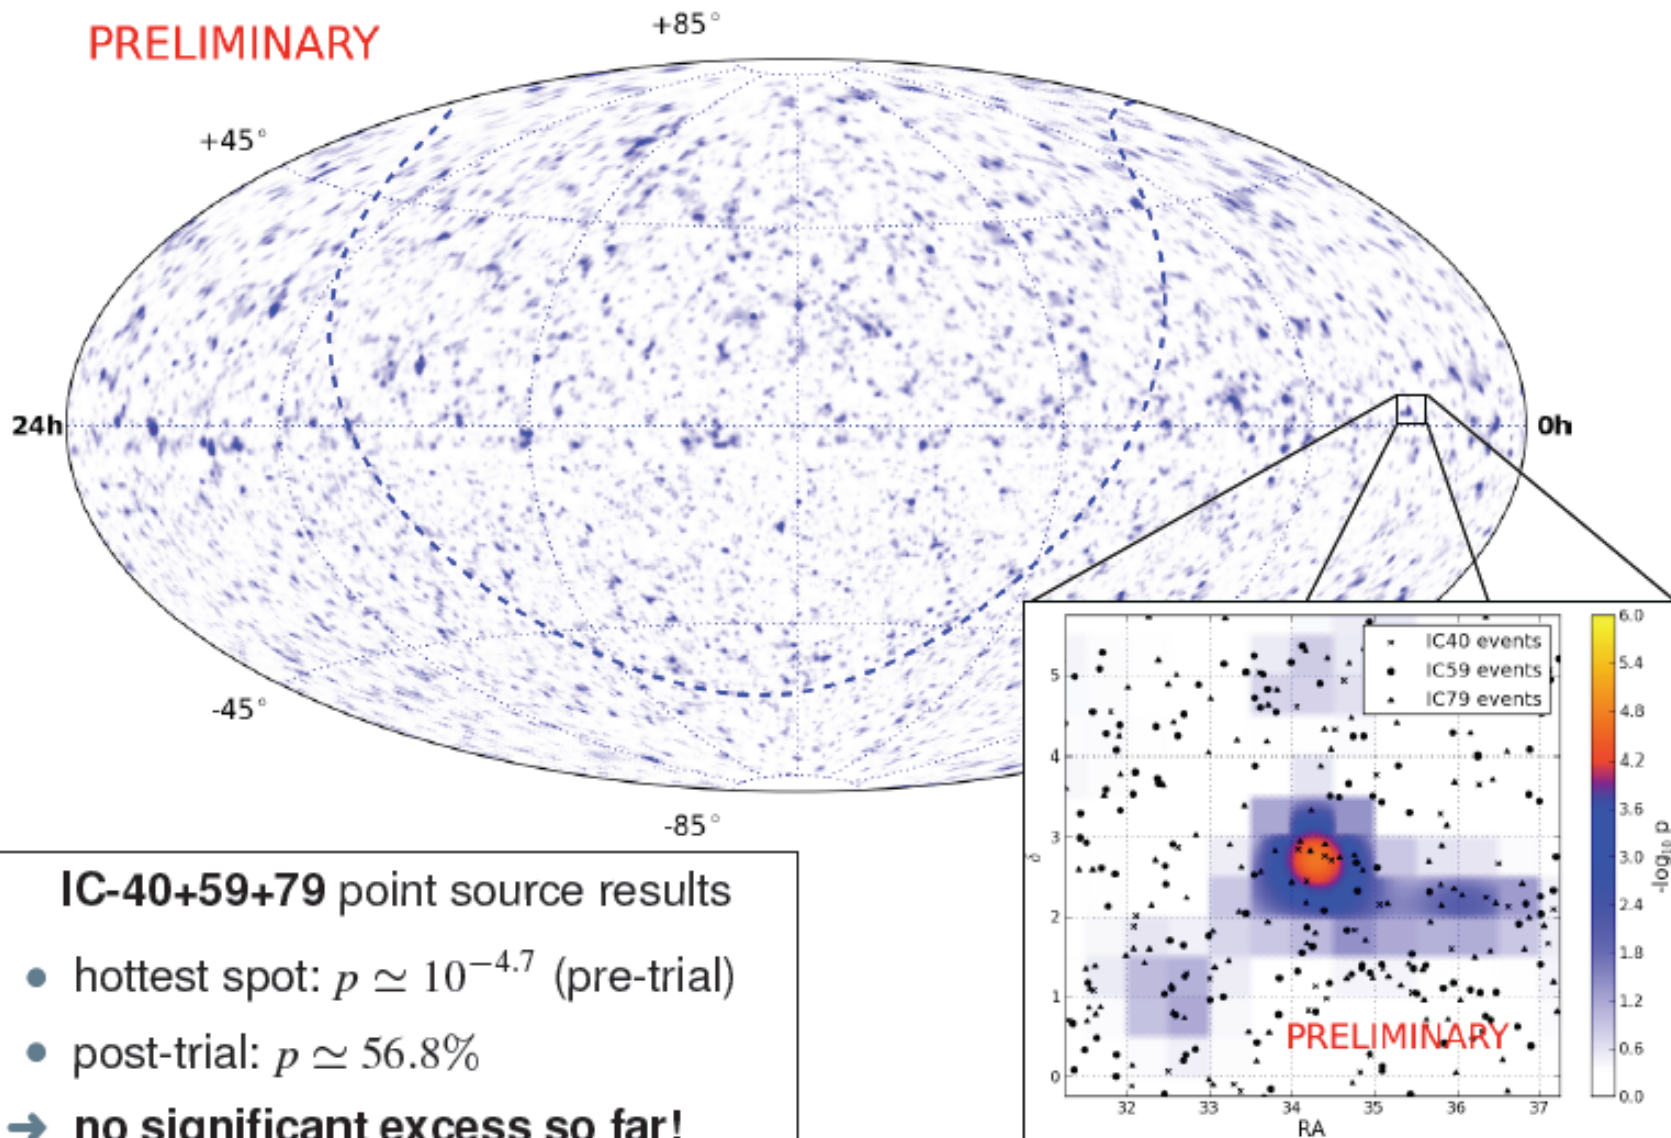 PRELIMINARY
+85°
+45°
24h
0h
-45°
-85°
IC40 events
IC59 events
IC79 events
5
4
3
2
1
0
δ
32 33 34 35 36 37
RA
PRELIMINARY
6.0
5.4
4.8
4.2
3.6
3.0
2.4
1.8
1.2
0.6
0.0
-log₁₀ p
IC-40+59+79 point source results
• hottest spot: p ≃ 10⁻⁴·⁷ (pre-trial)
• post-trial: p ≃ 56.8%
➔ no significant excess so far!